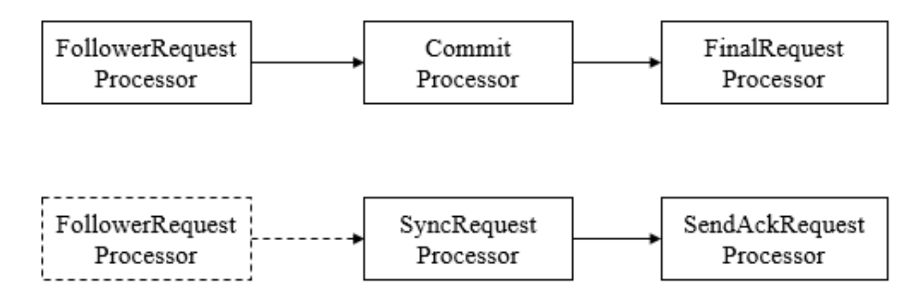 FollowerRequest
Processor
Commit
Processor
FinalRequest
Processor
FollowerRequest
Processor
SyncRequest
Processor
SendAckRequest
Processor